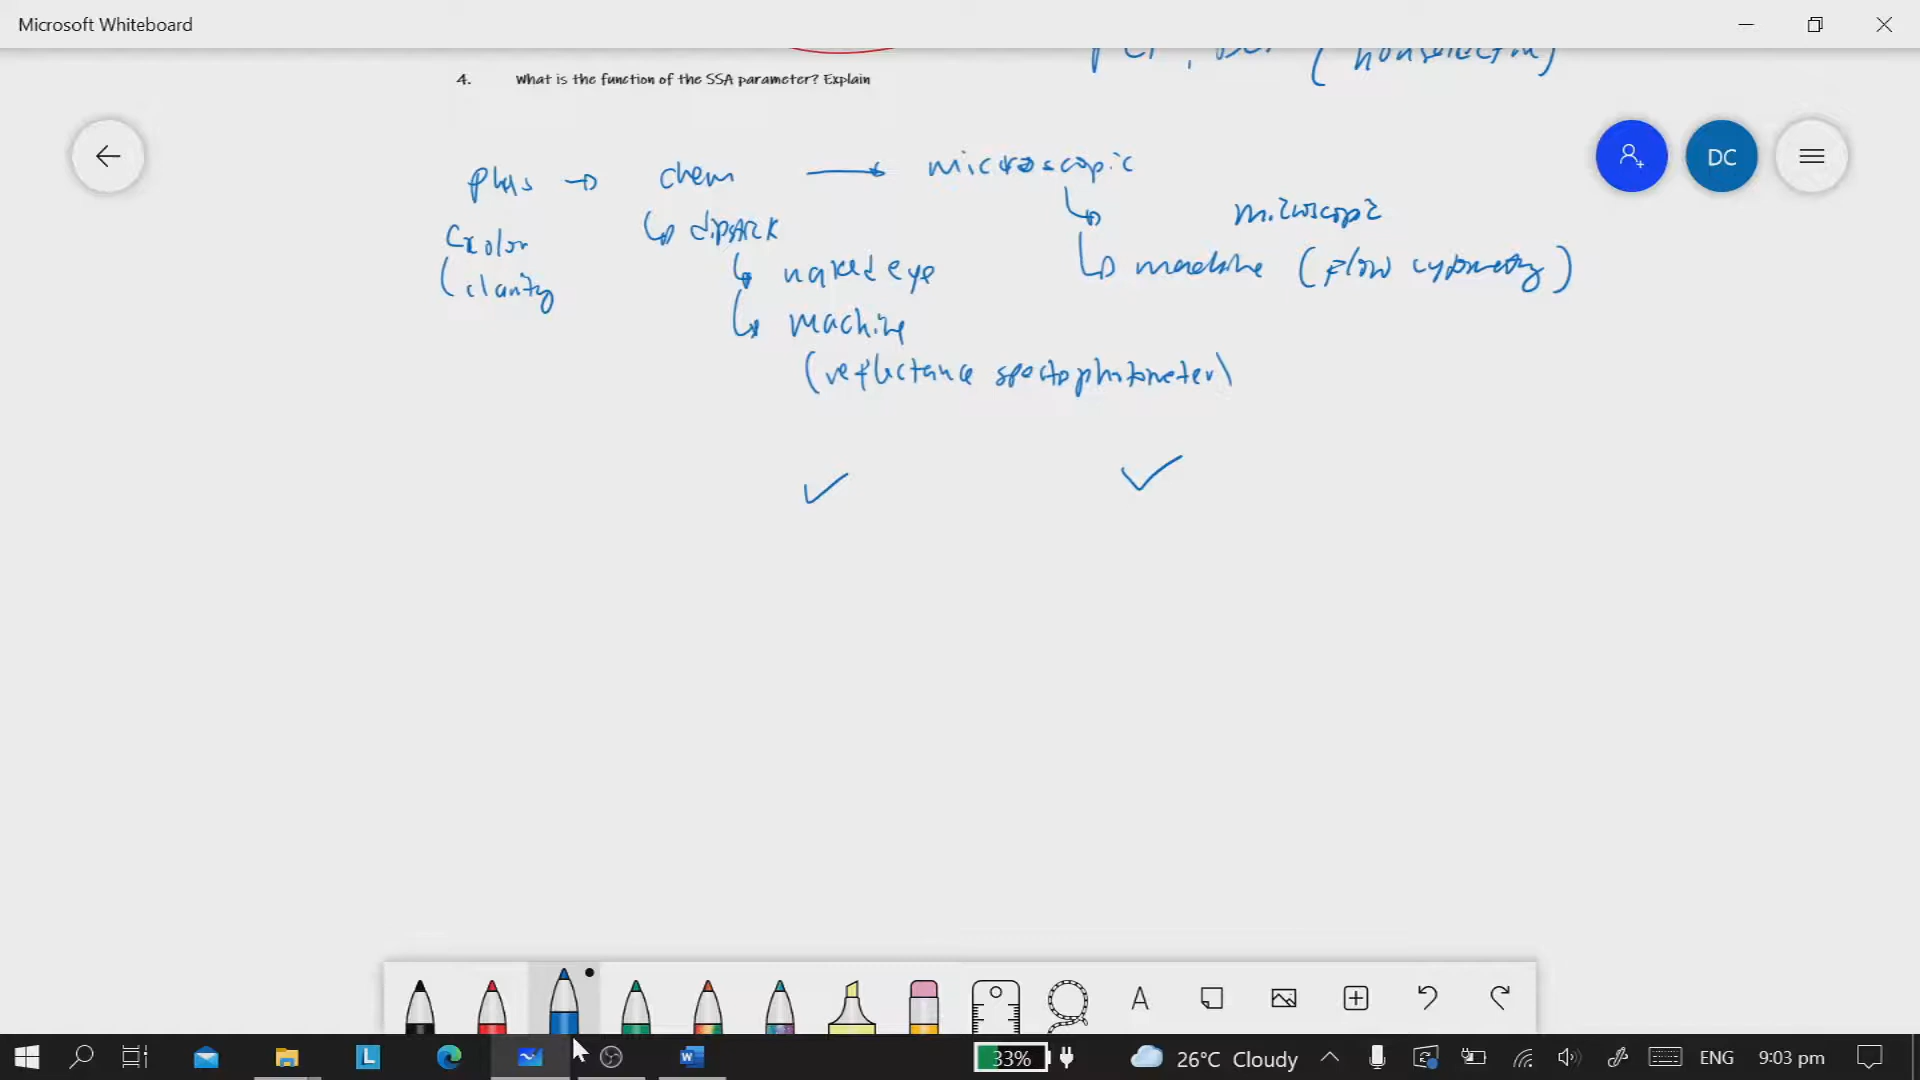 Microsoft Whiteboard
4. What is the function of the SSA parameter? Explain
phys → chem → microscopic
color
clarity
dipstick
naked eye
machine
(reflectance spectophotometer)
microscope
machine (flow cytometry)
DC
33%
26°C Cloudy
ENG
9:03 pm